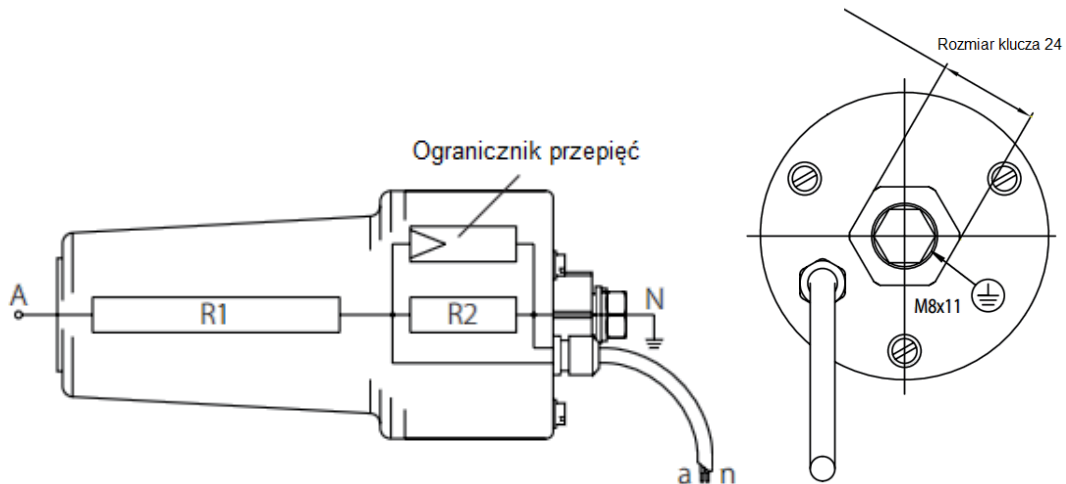 Rozmiar klucza 24
Ogranicznik przepięć
A
R1
R2
N
M8x11
a
n